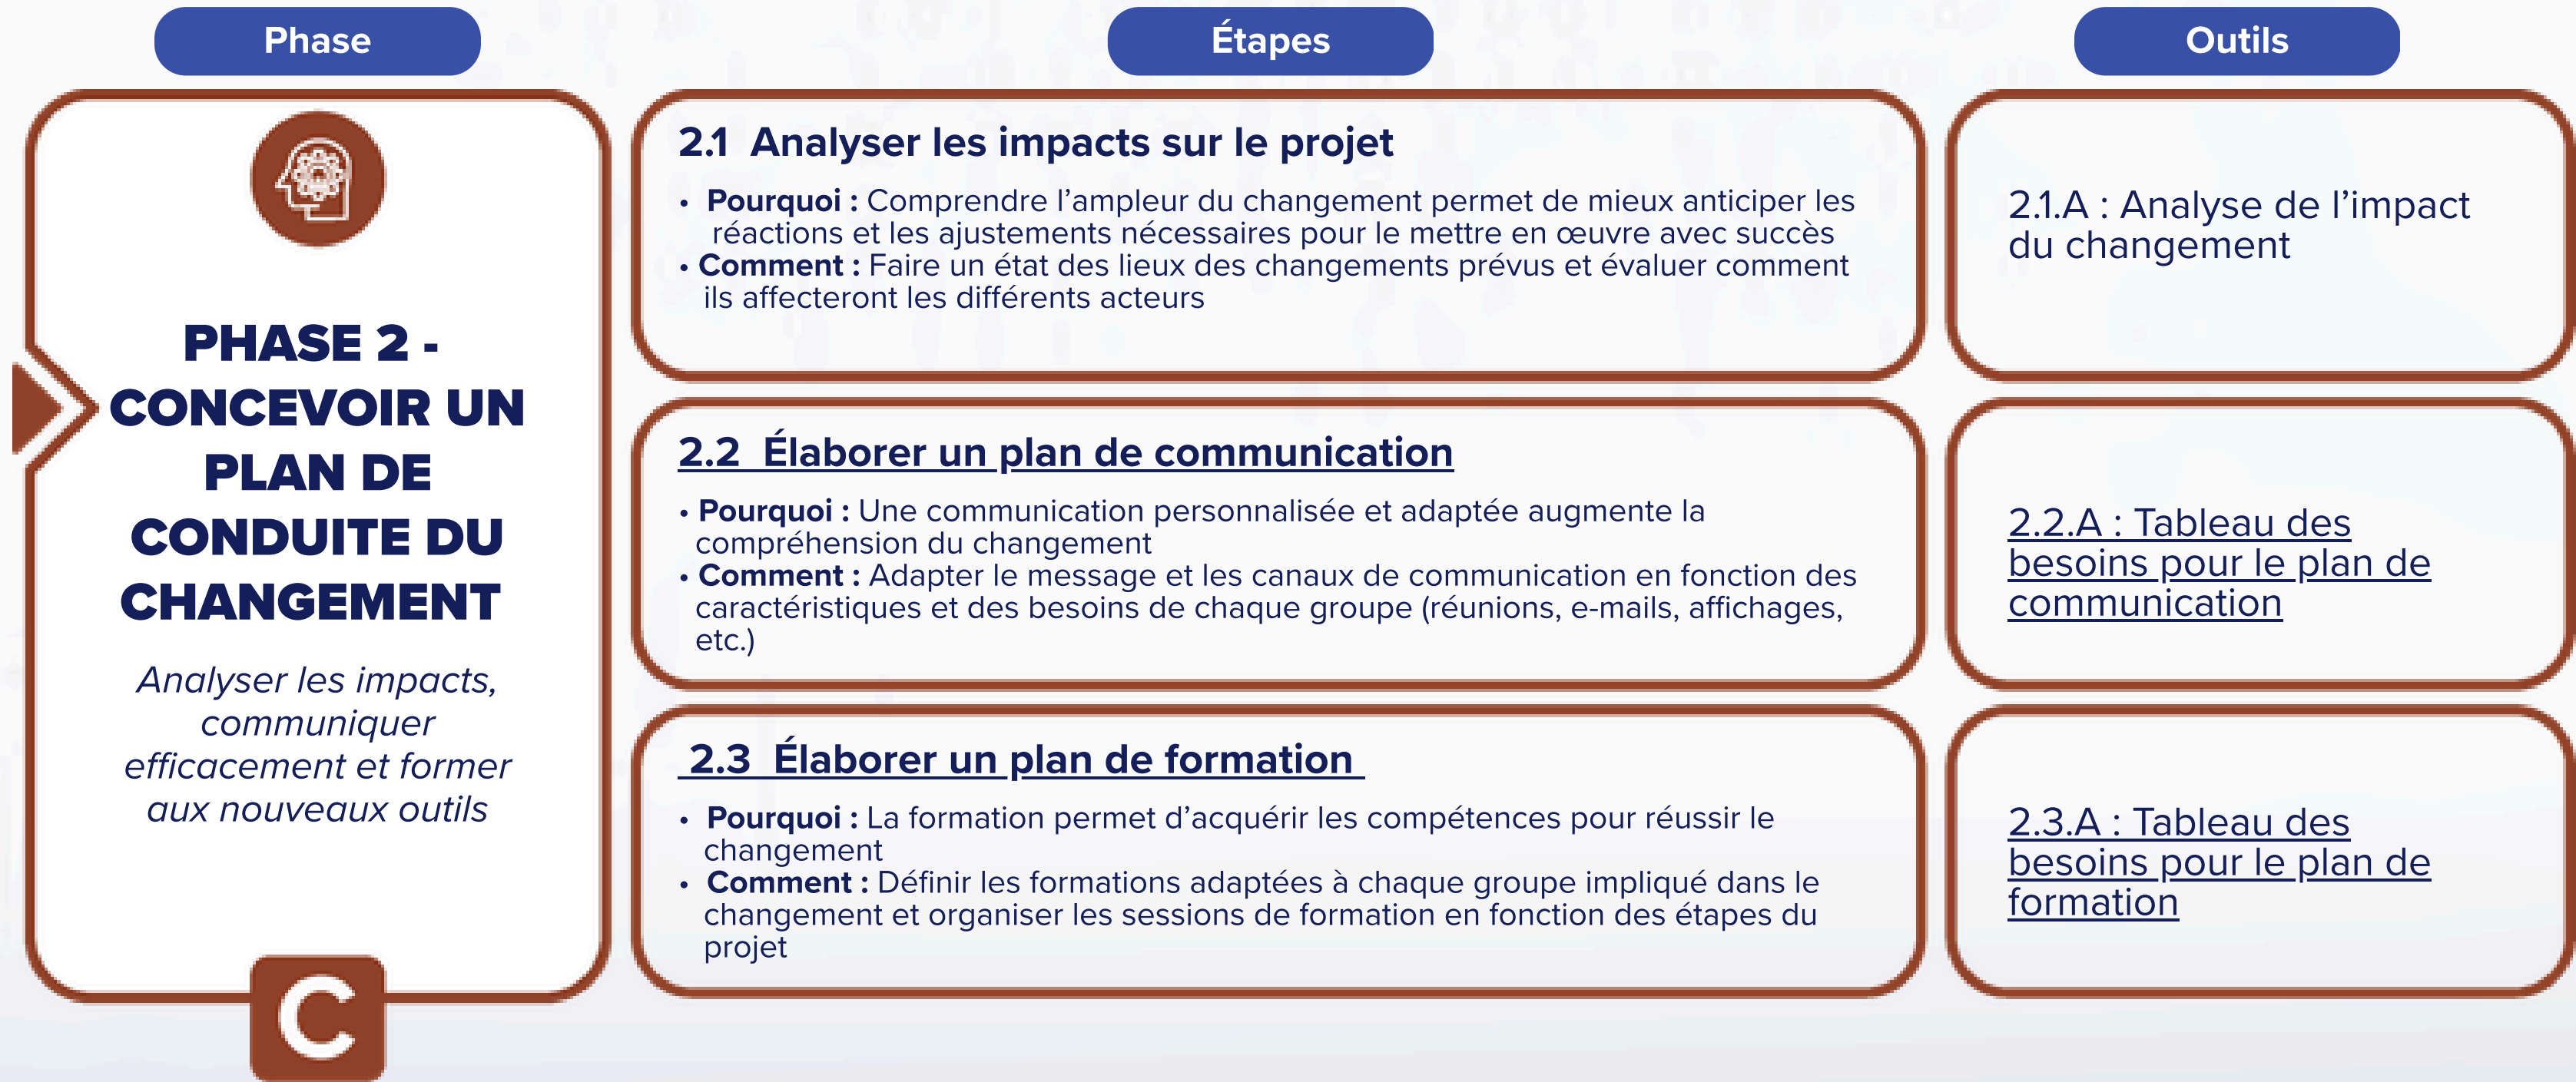 Phase
Étapes
Outils
PHASE 2 -
CONCEVOIR UN
PLAN DE
CONDUITE DU
CHANGEMENT
Analyser les impacts,
communiquer
efficacement et former
aux nouveaux outils
C
2.1 Analyser les impacts sur le projet
• Pourquoi : Comprendre l’ampleur du changement permet de mieux anticiper les
réactions et les ajustements nécessaires pour le mettre en œuvre avec succès
• Comment : Faire un état des lieux des changements prévus et évaluer comment
ils affecteront les différents acteurs
2.1.A : Analyse de l’impact
du changement
2.2 Élaborer un plan de communication
• Pourquoi : Une communication personnalisée et adaptée augmente la
compréhension du changement
• Comment : Adapter le message et les canaux de communication en fonction des
caractéristiques et des besoins de chaque groupe (réunions, e-mails, affichages,
etc.)
2.2.A : Tableau des
besoins pour le plan de
communication
2.3 Élaborer un plan de formation
• Pourquoi : La formation permet d’acquérir les compétences pour réussir le
changement
• Comment : Définir les formations adaptées à chaque groupe impliqué dans le
changement et organiser les sessions de formation en fonction des étapes du
projet
2.3.A : Tableau des
besoins pour le plan de
formation